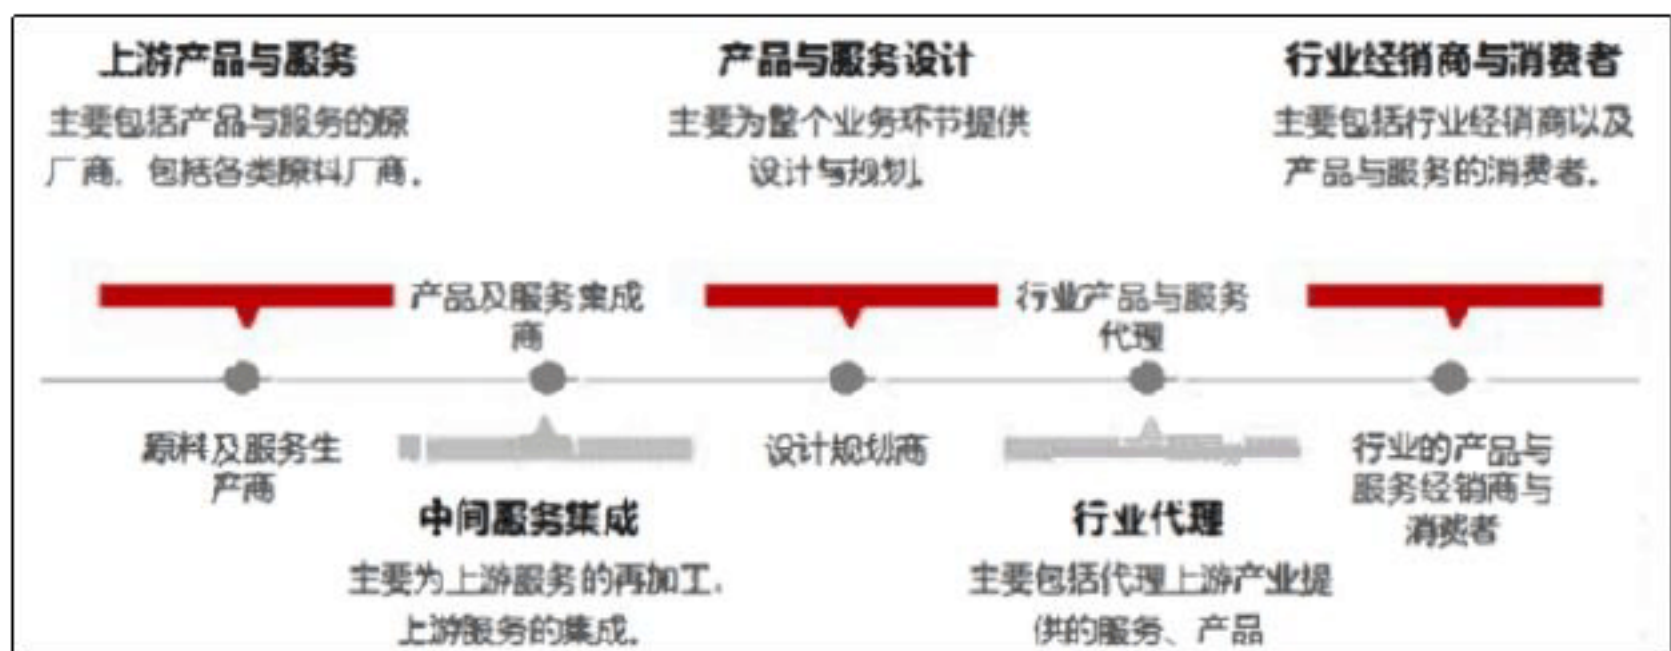 上游产品与服务
主要包括产品与服务的原
厂商，包括各类原料厂商。
产品与服务设计
主要为整个业务环节提供
设计与规划。
行业经销商与消费者
主要包括行业经销商以及
产品与服务的消费者。
产品及服务集成
商
行业产品与服务
代理
原料及服务生
产商
设计规划商
行业的产品与
服务经销商与
消费者
中间服务集成
主要为上游服务的再加工，
上游服务的集成。
行业代理
主要包括代理上游产业提
供的服务、产品